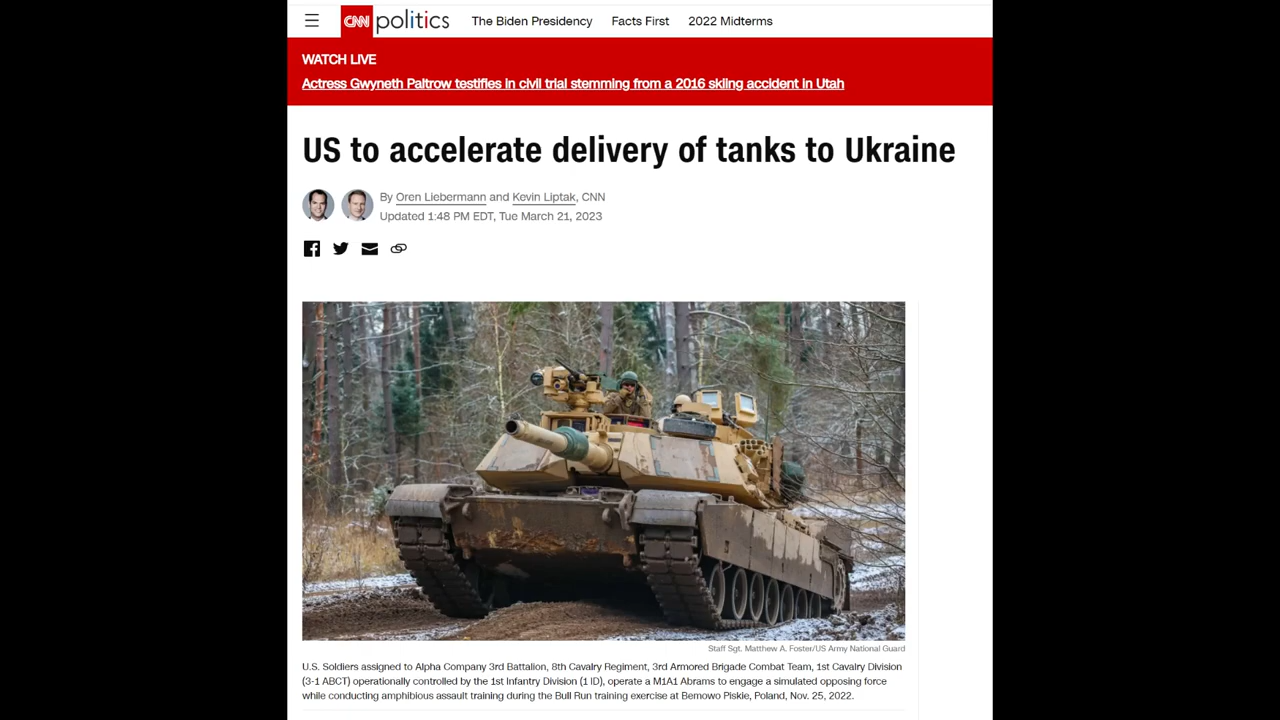 CNN politics The Biden Presidency Facts First 2022 Midterms
WATCH LIVE
Actress Gwyneth Paltrow testifies in civil trial stemming from a 2016 skiing accident in Utah
US to accelerate delivery of tanks to Ukraine
By Oren Liebermann and Kevin Liptak, CNN
Updated 1:48 PM EDT, Tue March 21, 2023
Staff Sgt. Matthew A. Foster/US Army National Guard
U.S. Soldiers assigned to Alpha Company 3rd Battalion, 8th Cavalry Regiment, 3rd Armored Brigade Combat Team, 1st Cavalry Division
(3-1 ABCT) operationally controlled by the 1st Infantry Division (1 ID), operate a M1A1 Abrams to engage a simulated opposing force
while conducting amphibious assault training during the Bull Run training exercise at Bemowo Piskie, Poland, Nov. 25, 2022.